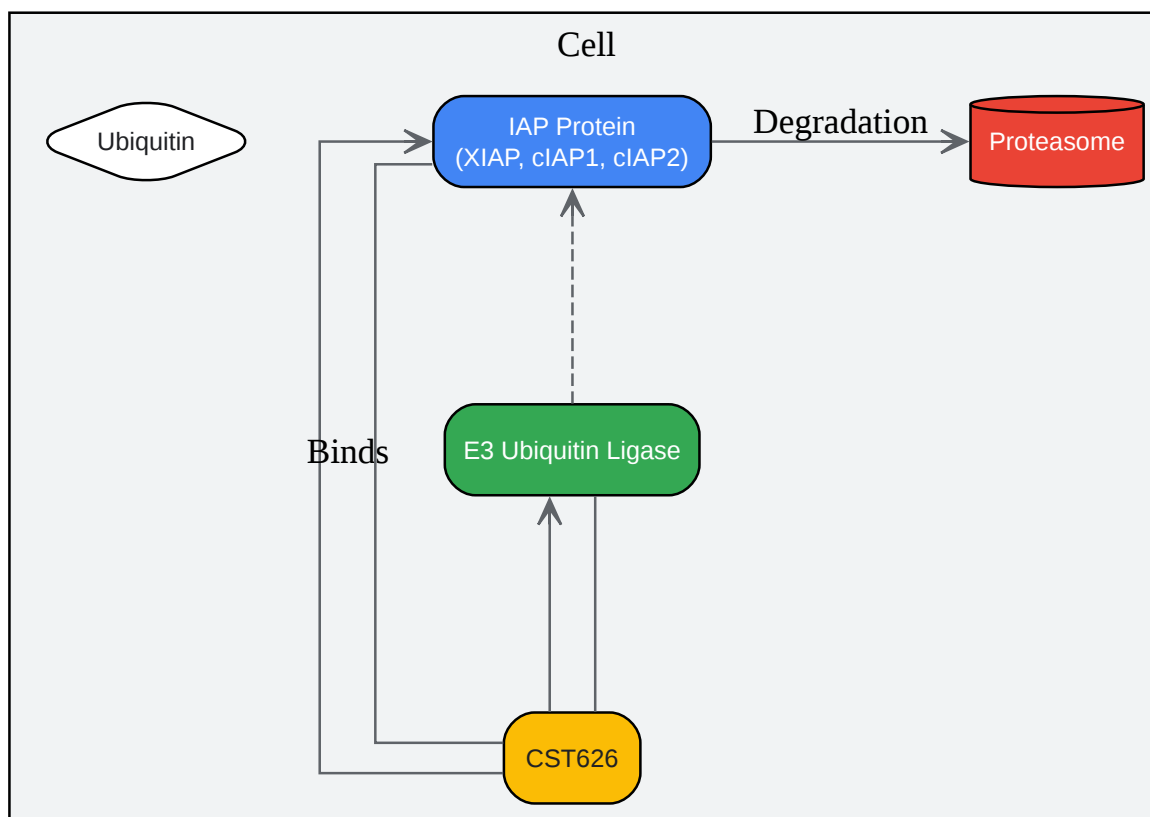 Cell
Ubiquitin
IAP Protein
(XIAP, cIAP1, cIAP2)
Degradation
Proteasome
Binds
E3 Ubiquitin Ligase
CST626